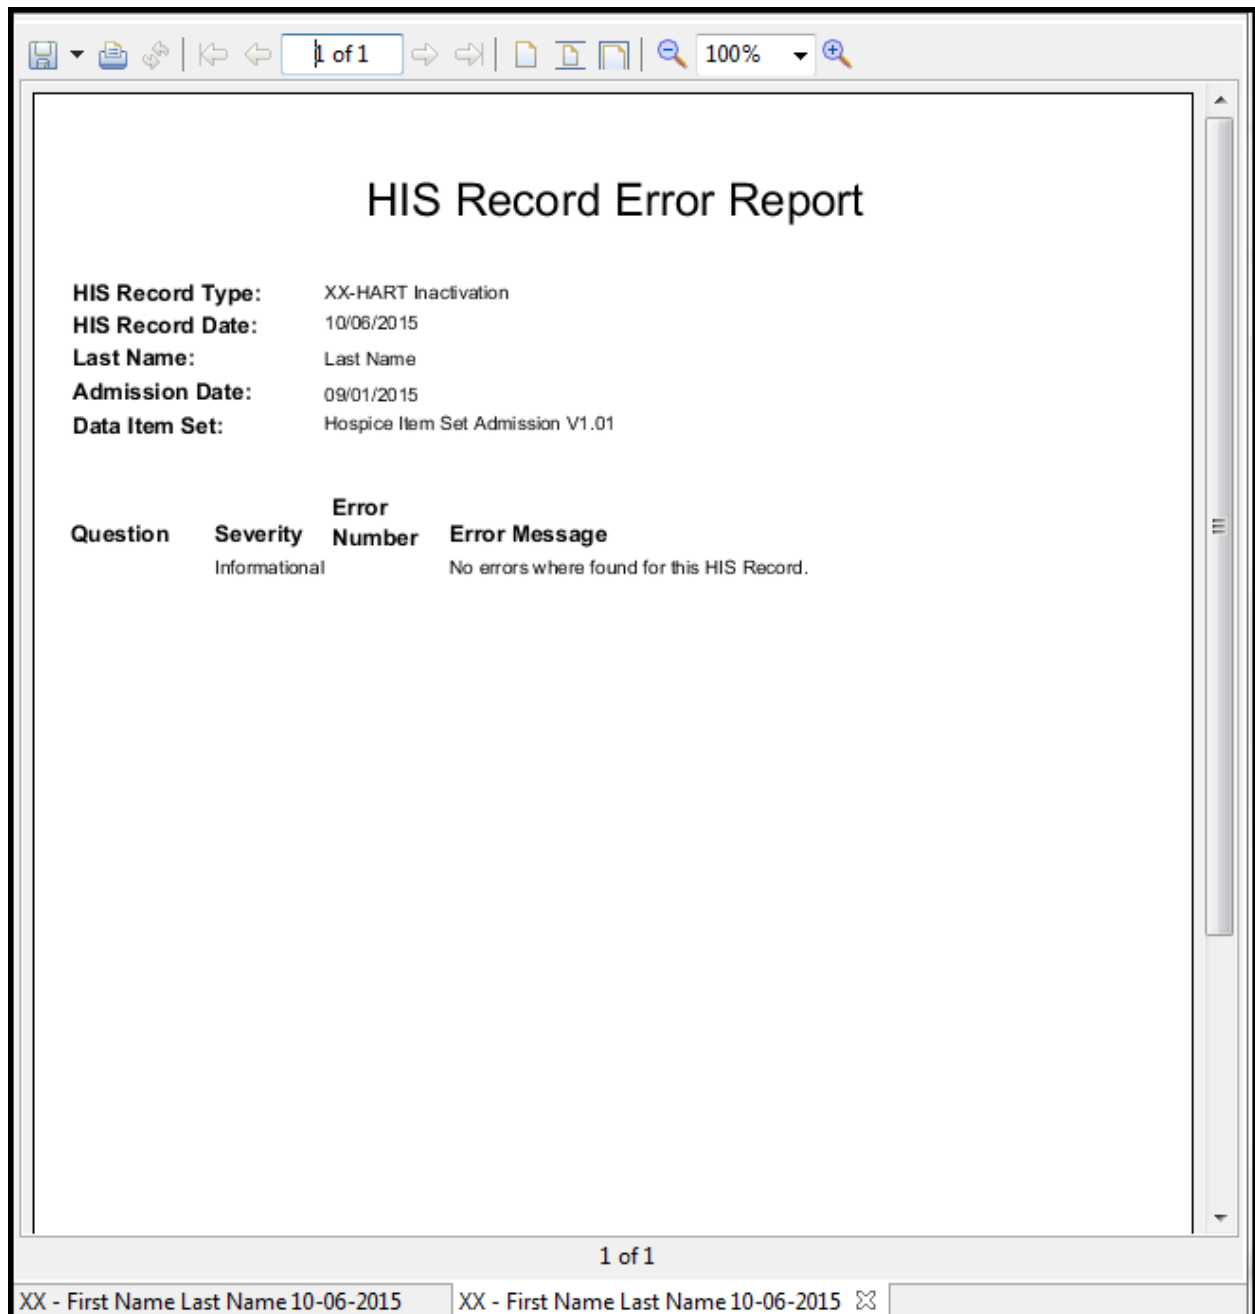 1 of 1
100%
HIS Record Error Report
HIS Record Type: XX-HART Inactivation
HIS Record Date: 10/06/2015
Last Name: Last Name
Admission Date: 09/01/2015
Data Item Set: Hospice Item Set Admission V1.01
Question Severity Error Number Error Message
Informational No errors where found for this HIS Record.
1 of 1
XX - First Name Last Name 10-06-2015 XX - First Name Last Name 10-06-2015